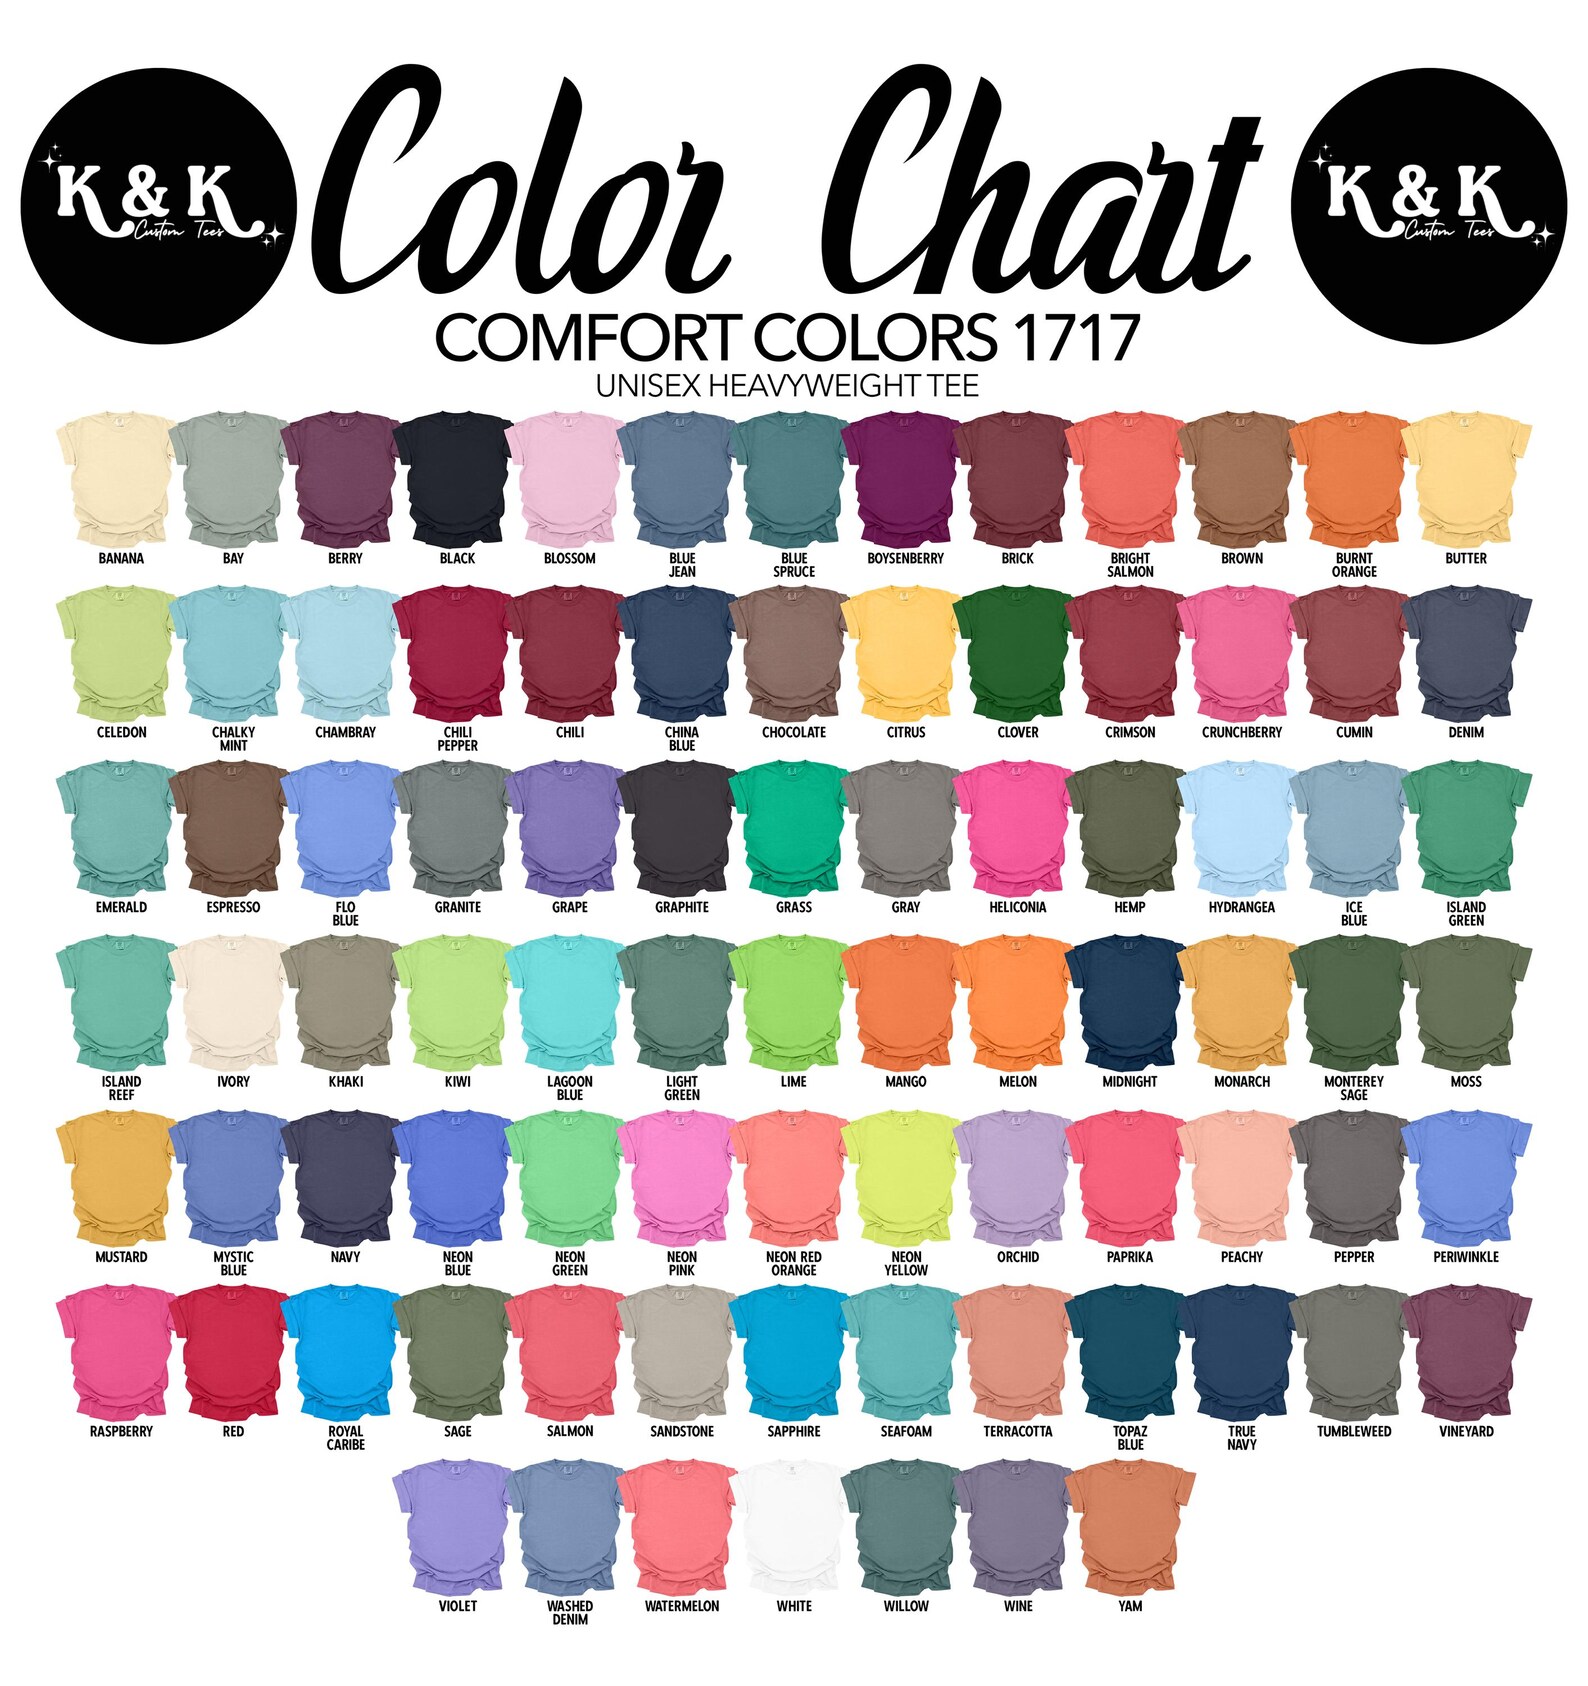 K & K
Custom Tees
Color Chart
K & K
Custom Tees
COMFORT COLORS 1717
UNISEX HEAVYWEIGHT TEE
BANANA
BAY
BERRY
BLACK
BLOSSOM
BLUE
JEAN
BLUE
SPRUCE
BOYSENBERRY
BRICK
BRIGHT
SALMON
BROWN
BURNT
ORANGE
BUTTER
CELEDON
CHALKY
MINT
CHAMBRAY
CHILI
PEPPER
CHILI
CHINA
BLUE
CHOCOLATE
CITRUS
CLOVER
CRIMSON
CRUNCHBERRY
CUMIN
DENIM
EMERALD
ESPRESSO
FLO
BLUE
GRANITE
GRAPE
GRAPHITE
GRASS
GRAY
HELICONIA
HEMP
HYDRANGEA
ICE
BLUE
ISLAND
GREEN
ISLAND
REEF
IVORY
KHAKI
KIWI
LAGOON
BLUE
LIGHT
GREEN
LIME
MANGO
MELON
MIDNIGHT
MONARCH
MONTEREY
SAGE
MOSS
MUSTARD
MYSTIC
BLUE
NAVY
NEON
BLUE
NEON
GREEN
NEON
PINK
NEON RED
ORANGE
NEON
YELLOW
ORCHID
PAPRIKA
PEACHY
PEPPER
PERIWINKLE
RASPBERRY
RED
ROYAL
CARIBE
SAGE
SALMON
SANDSTONE
SAPPHIRE
SEAFOAM
TERRACOTTA
TOPAZ
BLUE
TRUE
NAVY
TUMBLEWEED
VINEYARD
VIOLET
WASHED
DENIM
WATERMELON
WHITE
WILLOW
WINE
YAM